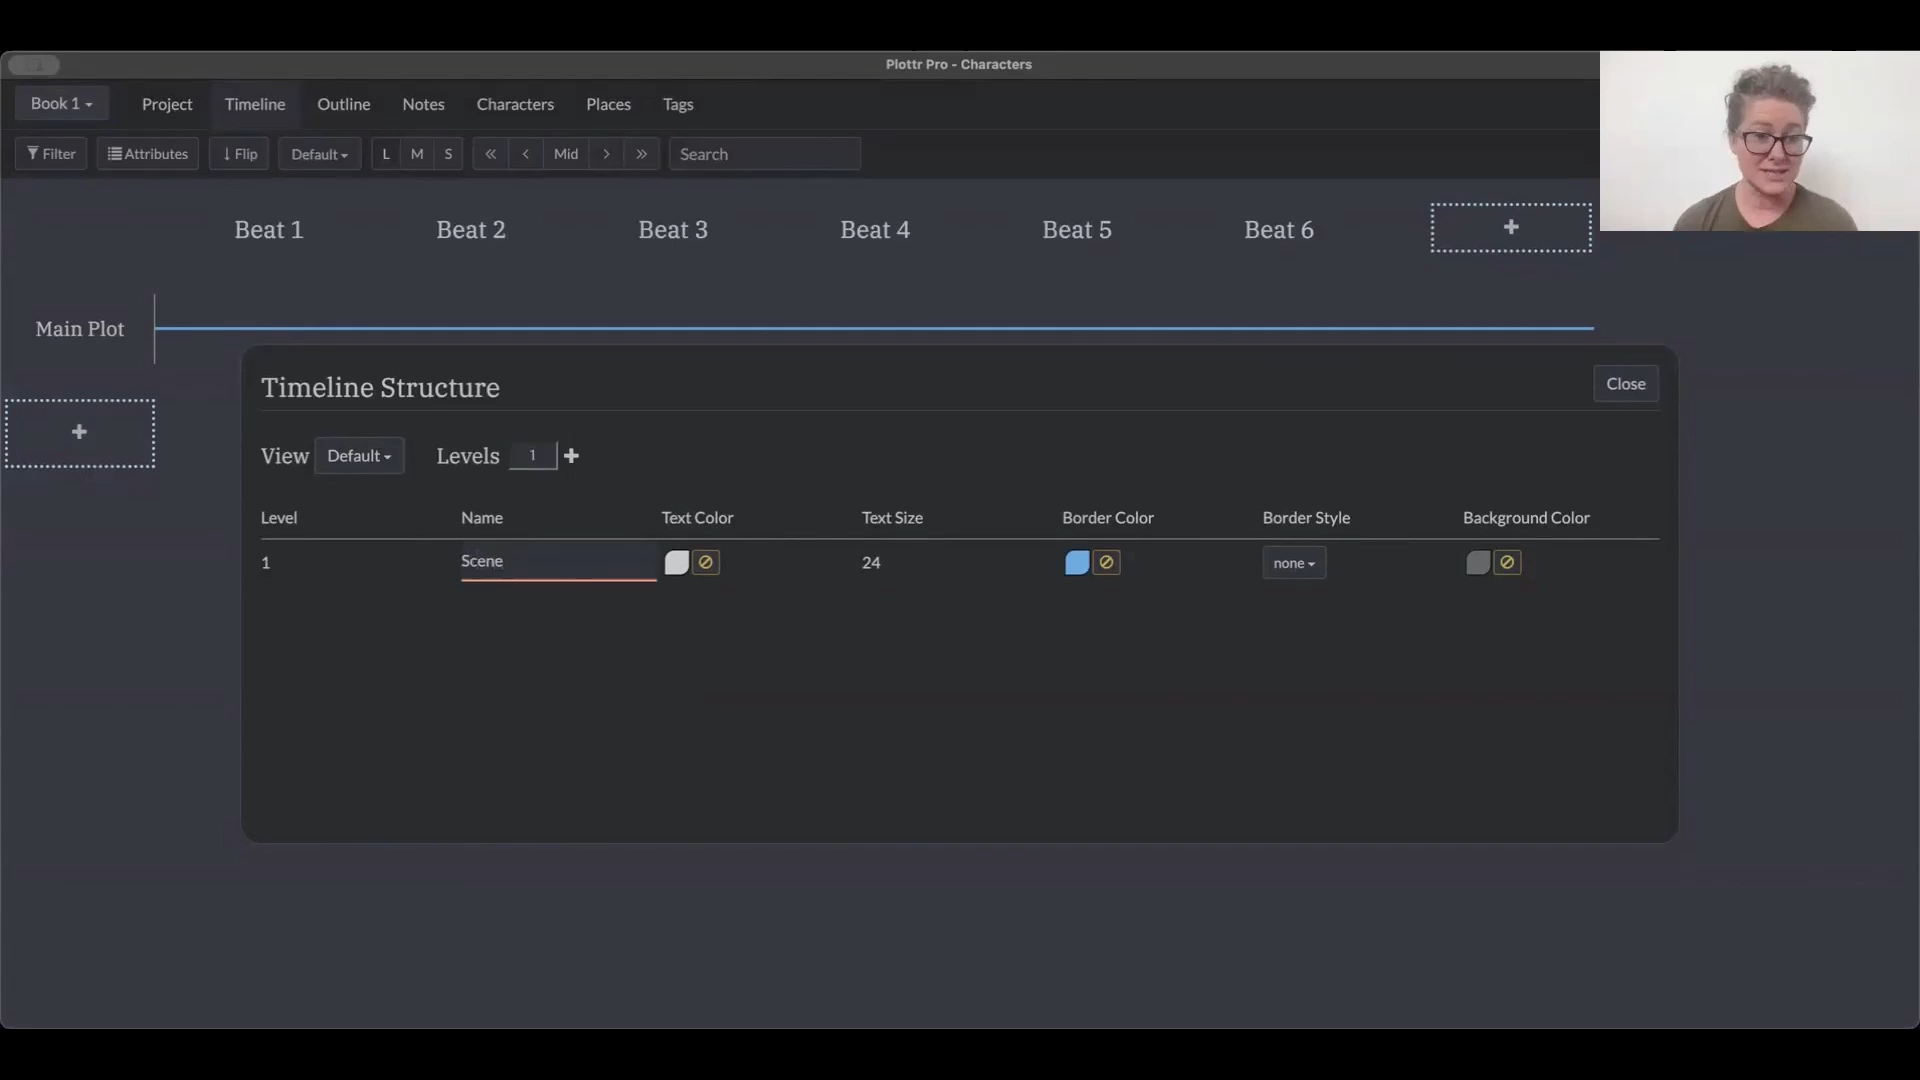 Plottr Pro - Characters
Book 1
Project
Timeline
Outline
Notes
Characters
Places
Tags
Filter
Attributes
Flip
Default
L
M
S
Mid
Search
Beat 1
Beat 2
Beat 3
Beat 4
Beat 5
Beat 6
Main Plot
Timeline Structure
Close
View
Default
Levels
1
Level
Name
Text Color
Text Size
Border Color
Border Style
Background Color
1
Scene
24
none